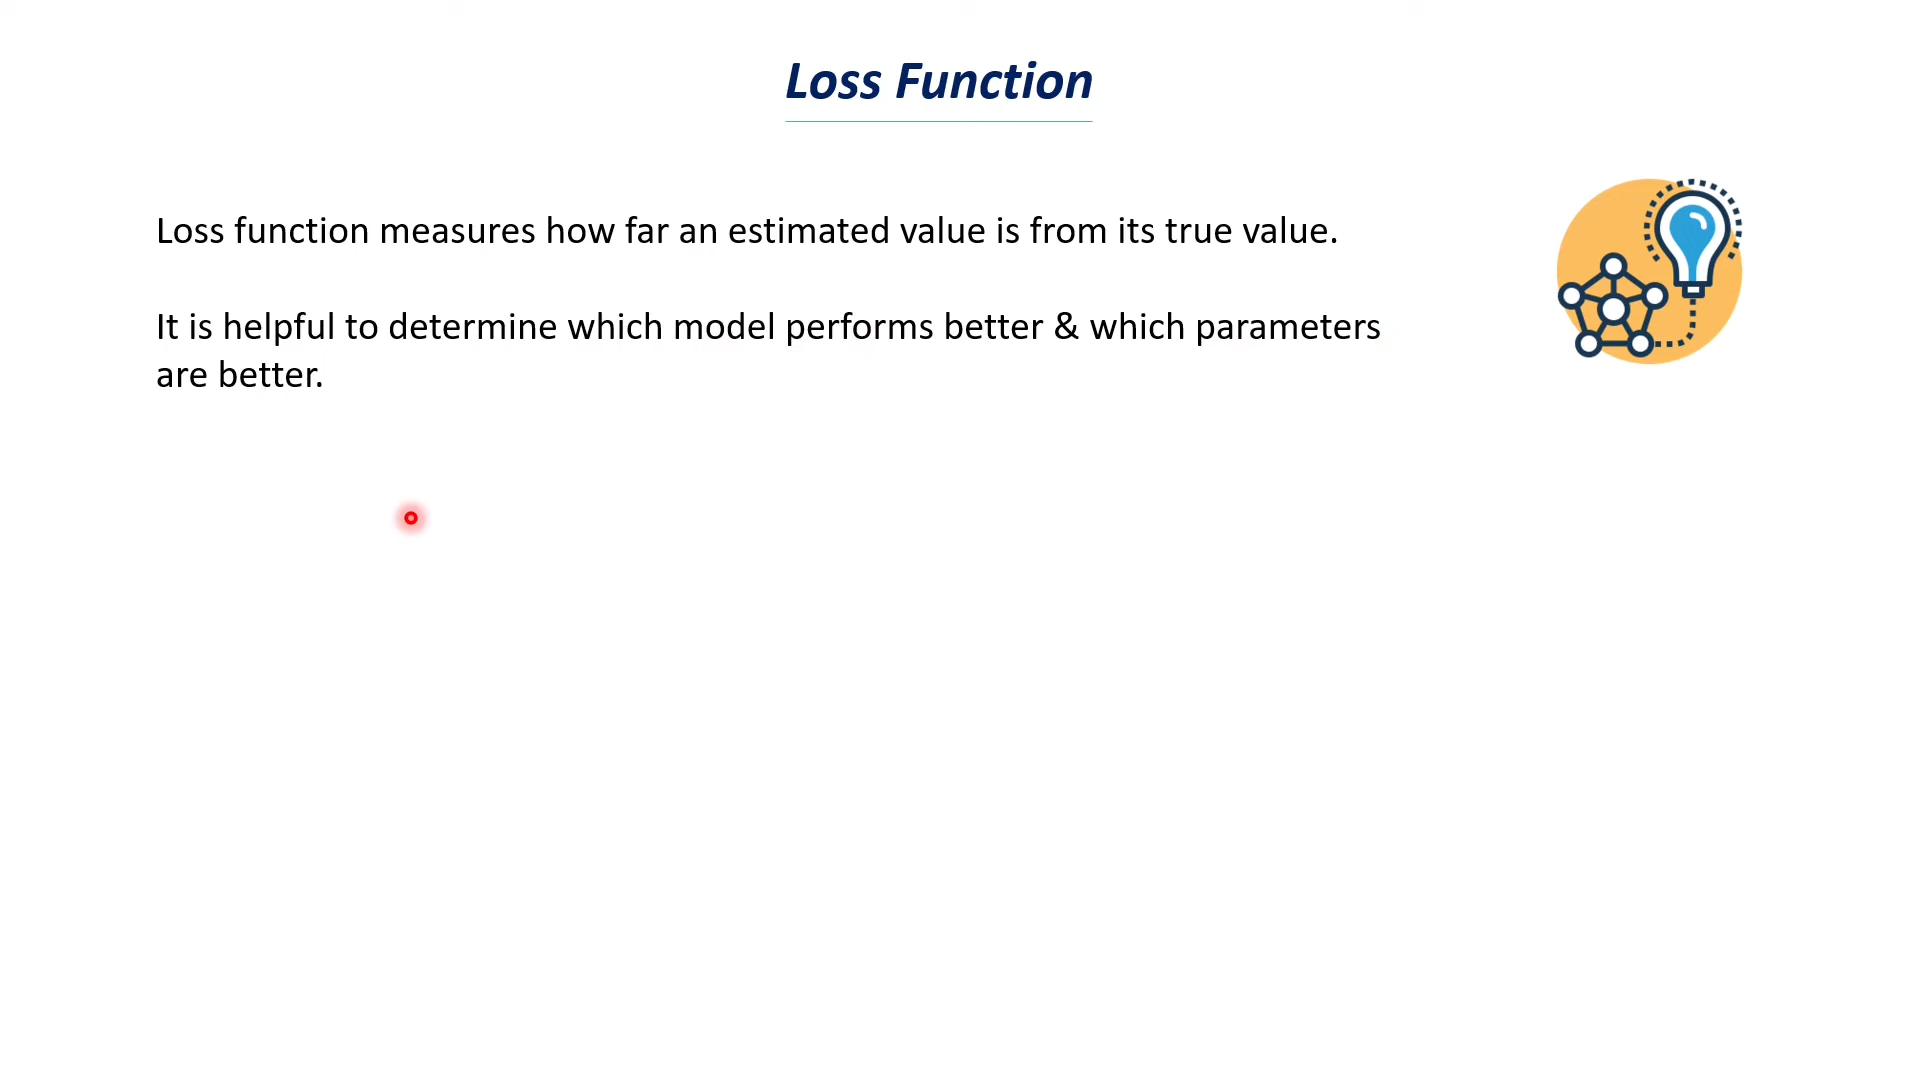 Loss Function
Loss function measures how far an estimated value is from its true value.
It is helpful to determine which model performs better & which parameters
are better.